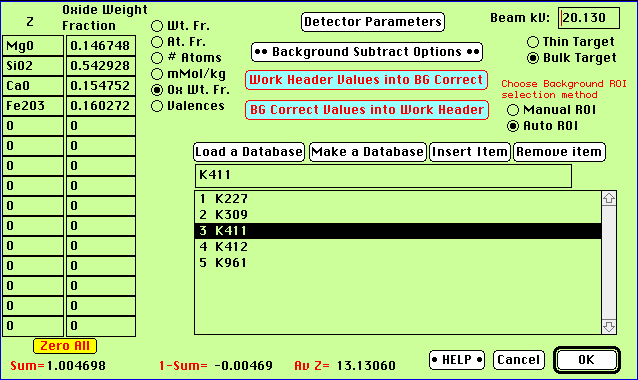 Z Oxide Weight Fraction
Mg0 0.146748
Si02 0.542928
Ca0 0.154752
Fe203 0.160272
0 0
0 0
0 0
0 0
0 0
0 0
0 0
0 0
0 0
0 0
0 0
Zero All
Sum=1.004698
1-Sum= -0.00469
Av Z= 13.13060
Wt. Fr.
At. Fr.
# Atoms
mMol/kg
Ox Wt. Fr.
Valences
Detector Parameters
•• Background Subtract Options ••
Work Header Values into BG Correct
BG Correct Values into Work Header
Beam kV: 20.130
Thin Target
Bulk Target
Choose Background ROI
selection method
Manual ROI
Auto ROI
Load a Database
Make a Database
Insert Item
Remove item
K411
1 K227
2 K309
3 K411
4 K412
5 K961
• HELP •
Cancel
OK